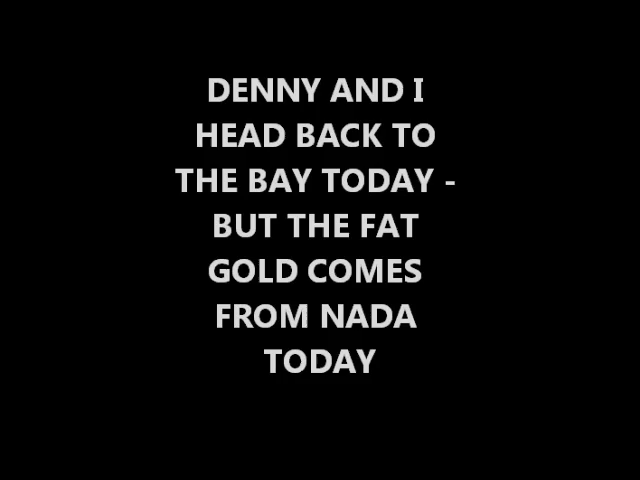 DENNY AND I
HEAD BACK TO
THE BAY TODAY -
BUT THE FAT
GOLD COMES
FROM NADA
TODAY